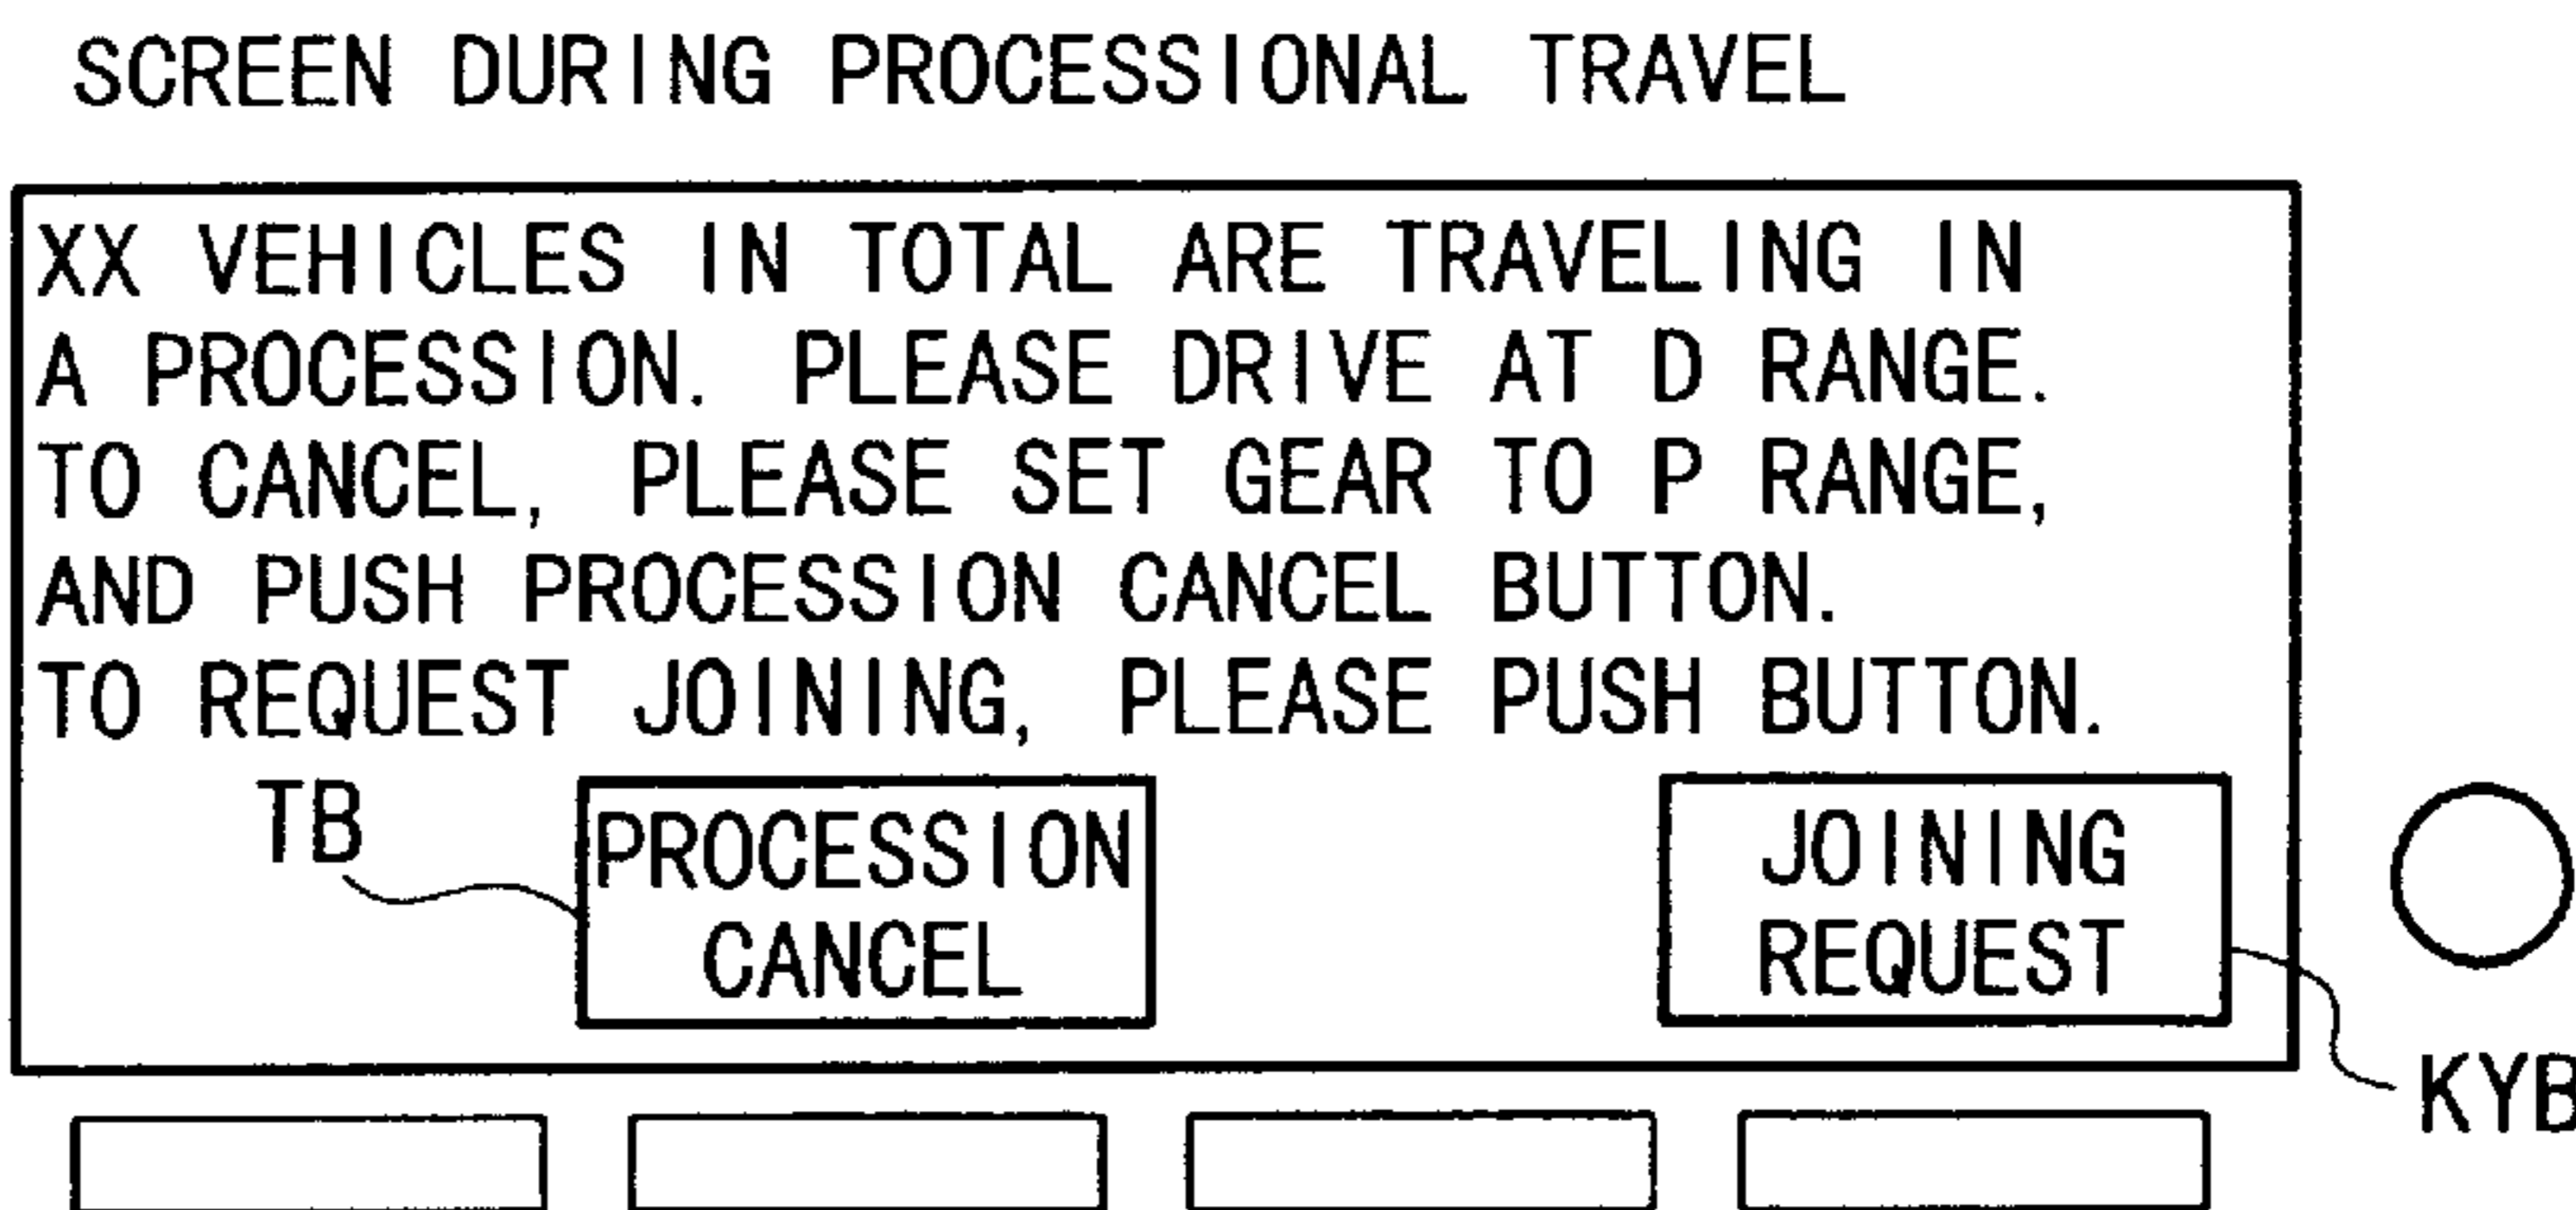 SCREEN DURING PROCESSIONAL TRAVEL
XX VEHICLES IN TOTAL ARE TRAVELING IN
A PROCESSION. PLEASE DRIVE AT D RANGE.
TO CANCEL, PLEASE SET GEAR TO P RANGE,
AND PUSH PROCESSION CANCEL BUTTON.
TO REQUEST JOINING, PLEASE PUSH BUTTON.
TB
PROCESSION
CANCEL
JOINING
REQUEST
KYB